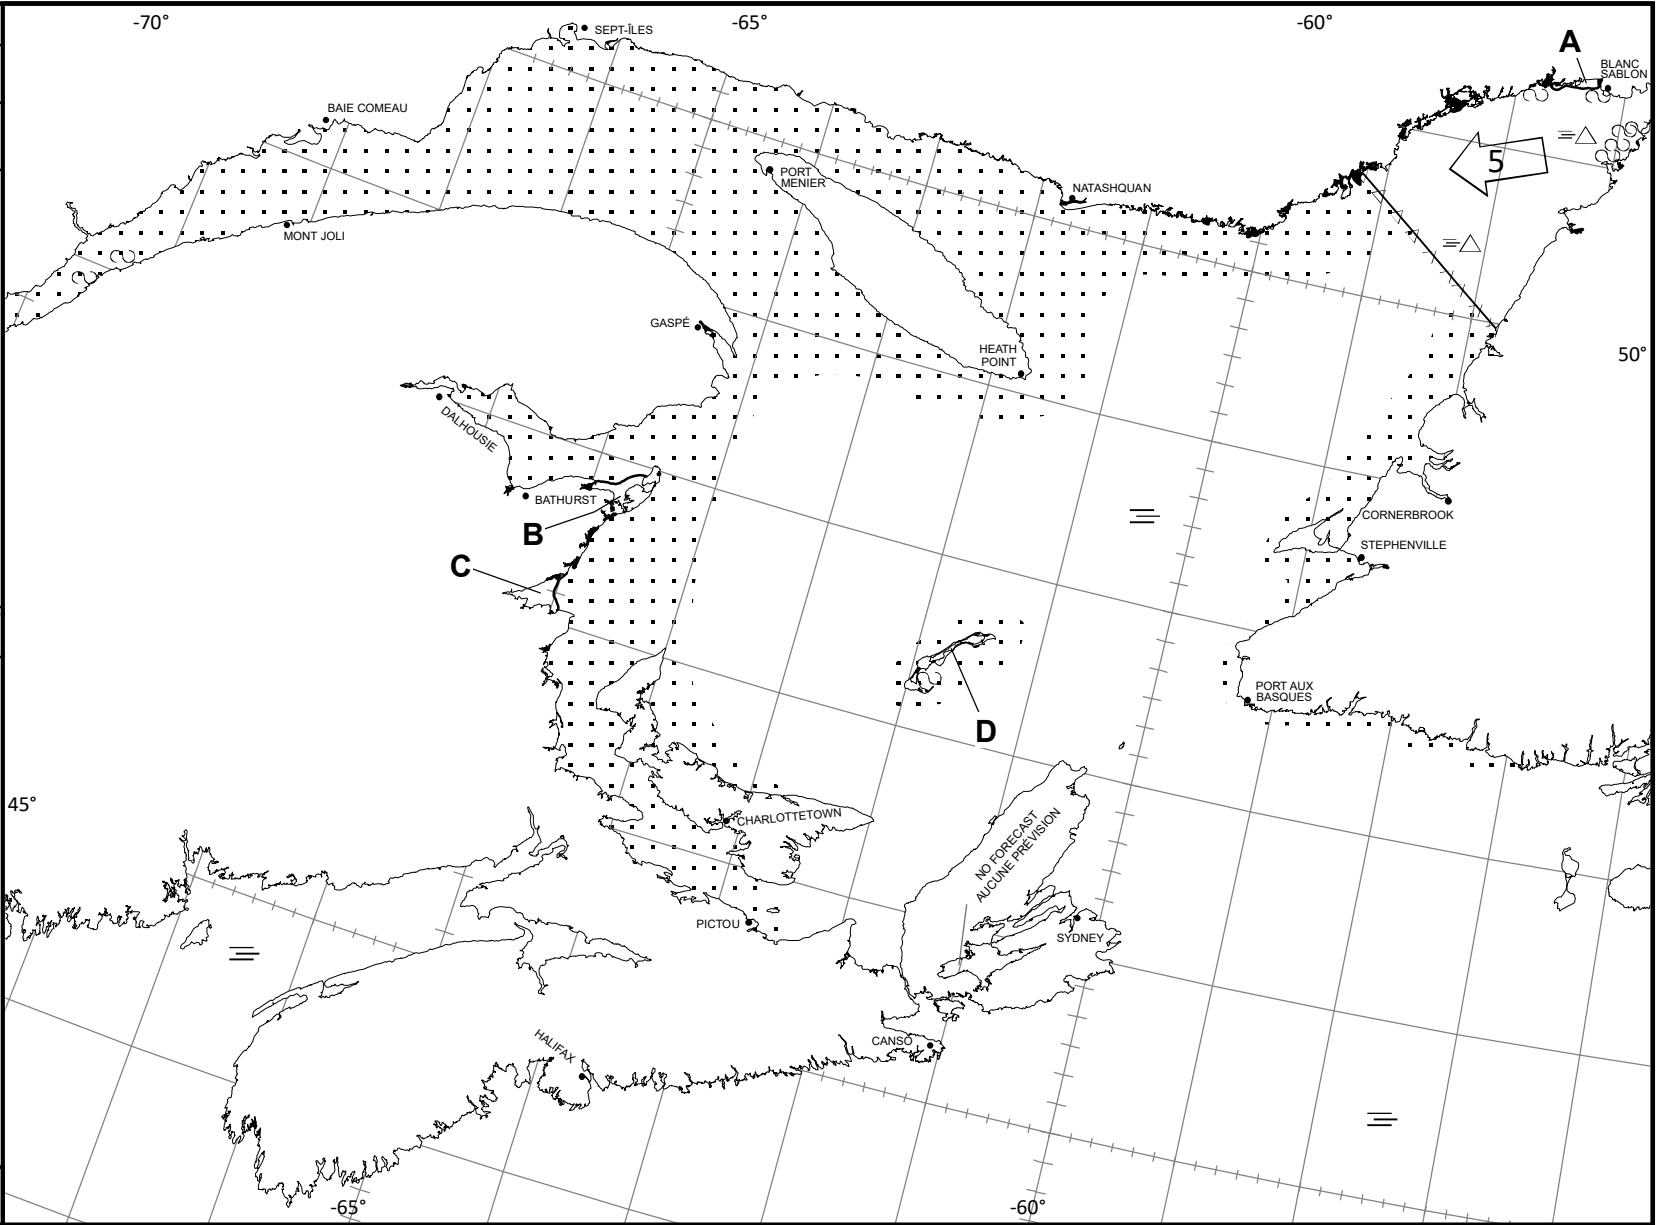 -70°
-65°
-60°
SEPT-ÎLES
A
BLANC
SABLON
BAIE COMEAU
5
PORT
MENIER
NATASHQUAN
MONT JOLI
GASPÉ
HEATH
POINT
50°
DALHOUSIE
BATHURST
B
CORNERBROOK
STEPHENVILLE
C
PORT AUX
BASQUES
D
45°
CHARLOTTETOWN
NO FORECAST
AUCUNE PRÉVISION
PICTOU
SYDNEY
CANSO
HALIFAX
-65°
-60°